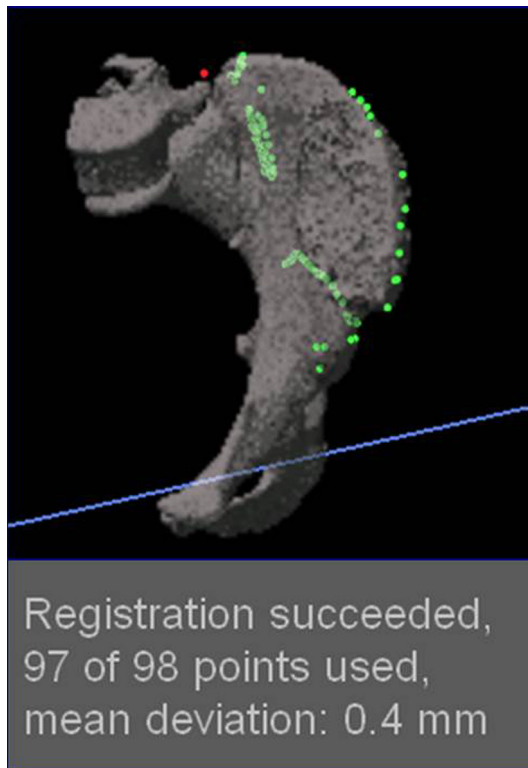 Registration succeeded,
97 of 98 points used,
mean deviation: 0.4 mm